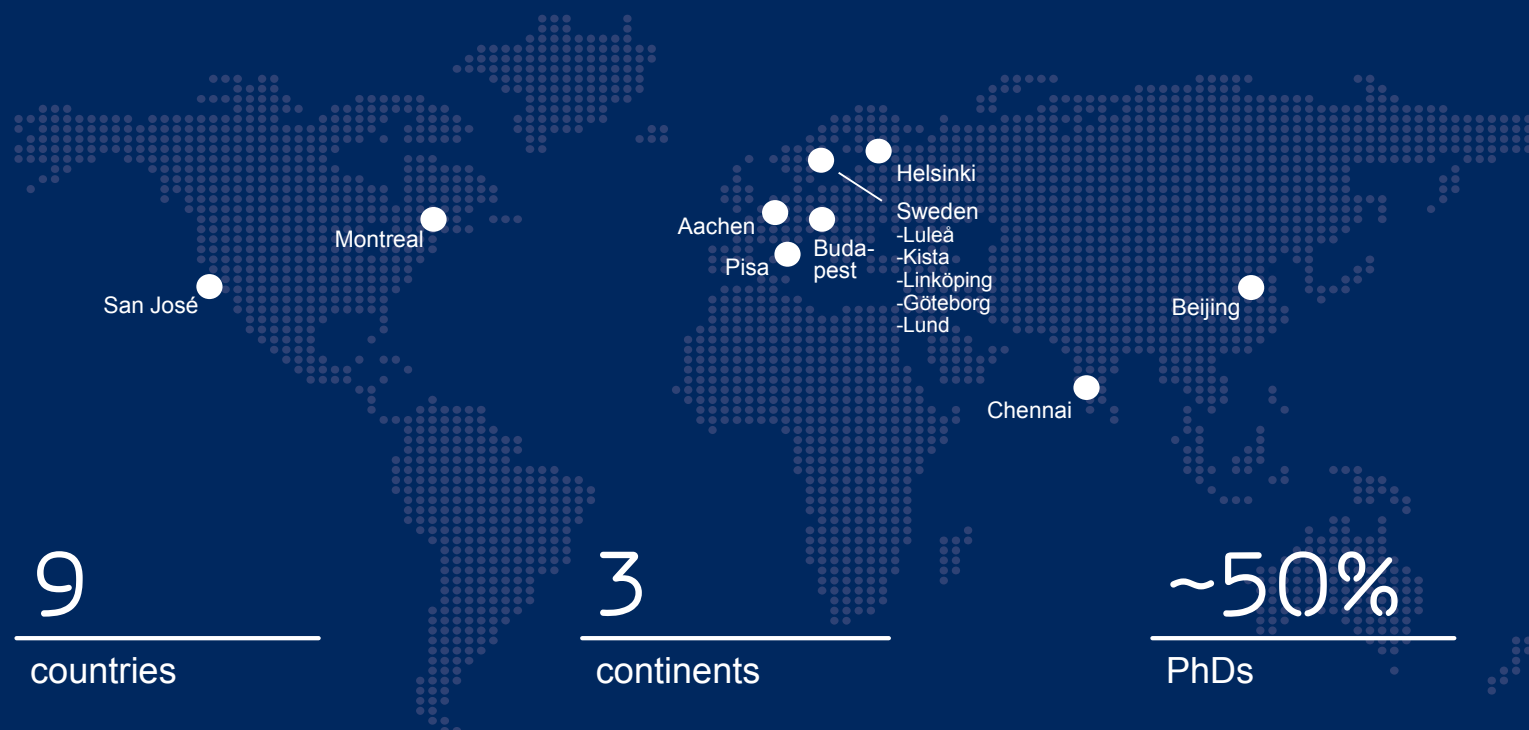 Helsinki
Sweden
-Luleå
-Kista
-Linköping
-Göteborg
-Lund
Aachen
Buda-
pest
Pisa
Montreal
San José
Beijing
Chennai
9
countries
3
continents
~50%
PhDs